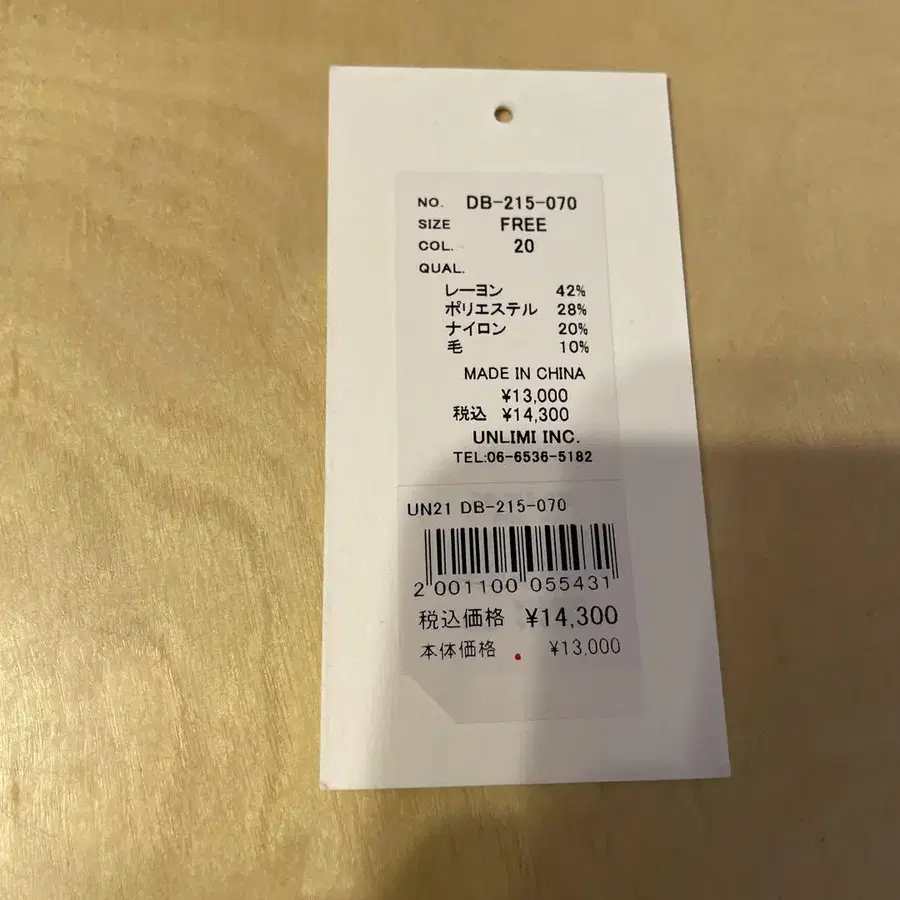 NO. DB-215-070
SIZE FREE
COL. 20
QUAL.
レーヨン 42%
ポリエステル 28%
ナイロン 20%
毛 10%
MADE IN CHINA
¥13,000
税込 ¥14,300
UNLIMI INC.
TEL:06-6536-5182
UN21 DB-215-070
2 001100 055431
税込価格 ¥14,300
本体価格 ¥13,000